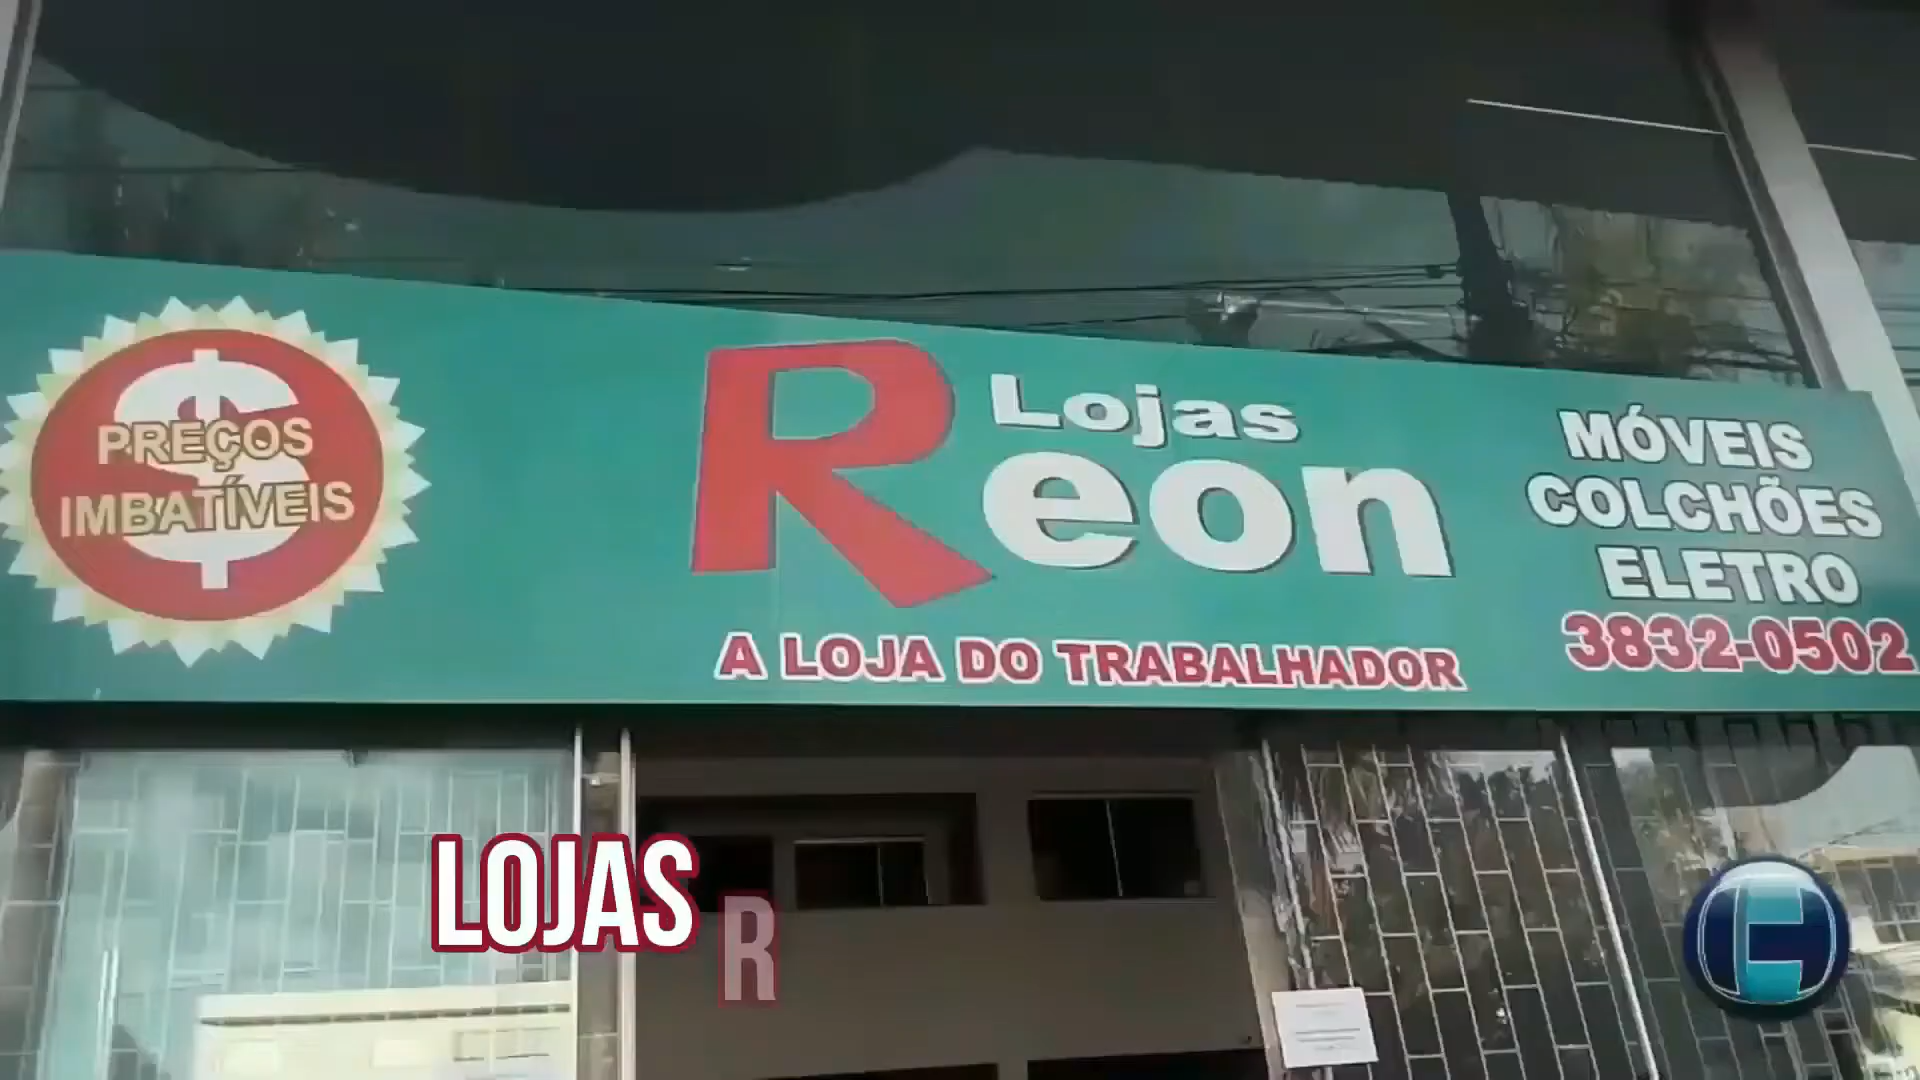 PREÇOS
IMBATÍVEIS
Lojas
Reon
A LOJA DO TRABALHADOR
MÓVEIS
COLCHÕES
ELETRO
3832-0502
LOJAS
R